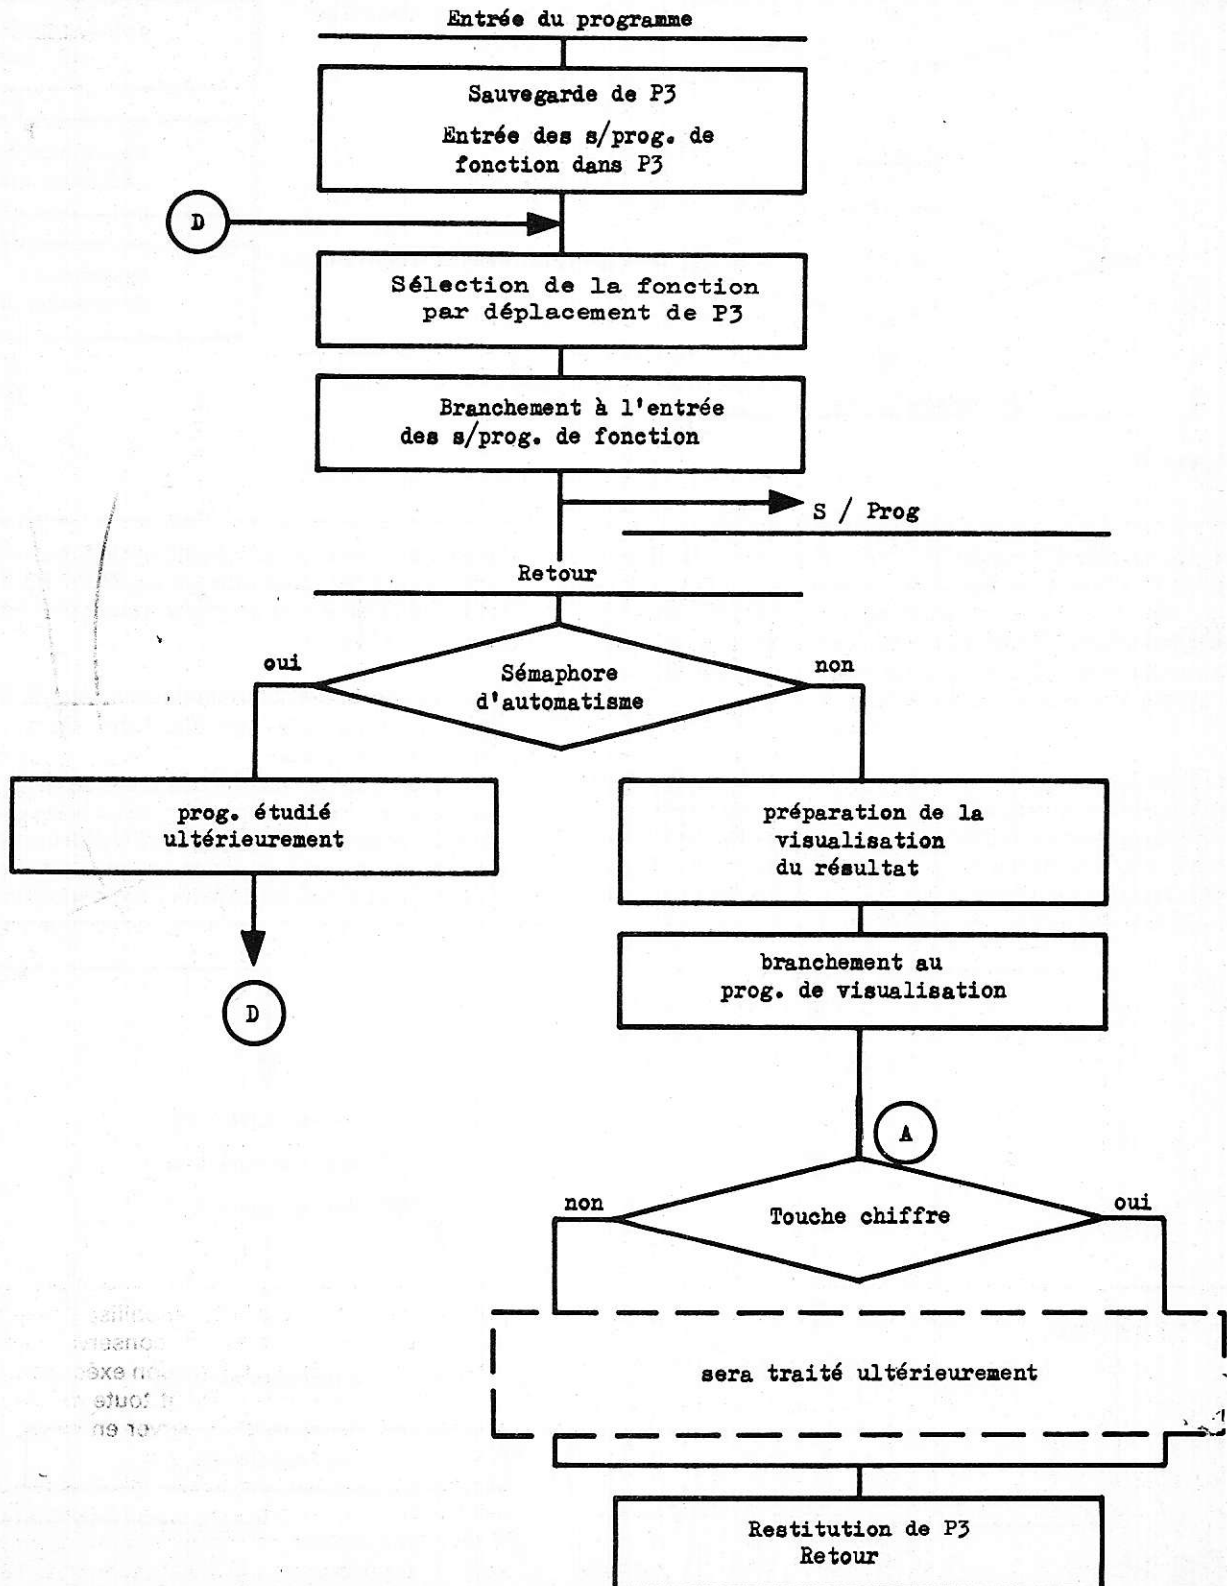 Entrée du programme
Sauvegarde de P3
Entrée des s/prog. de
fonction dans P3
D
Sélection de la fonction
par déplacement de P3
Branchement à l'entrée
des s/prog. de fonction
S / Prog
Retour
oui
Sémaphore
d'automatisme
non
prog. étudié
ultérieurement
D
préparation de la
visualisation
du résultat
branchement au
prog. de visualisation
A
non
Touche chiffre
oui
sera traité ultérieurement
Restitution de P3
Retour